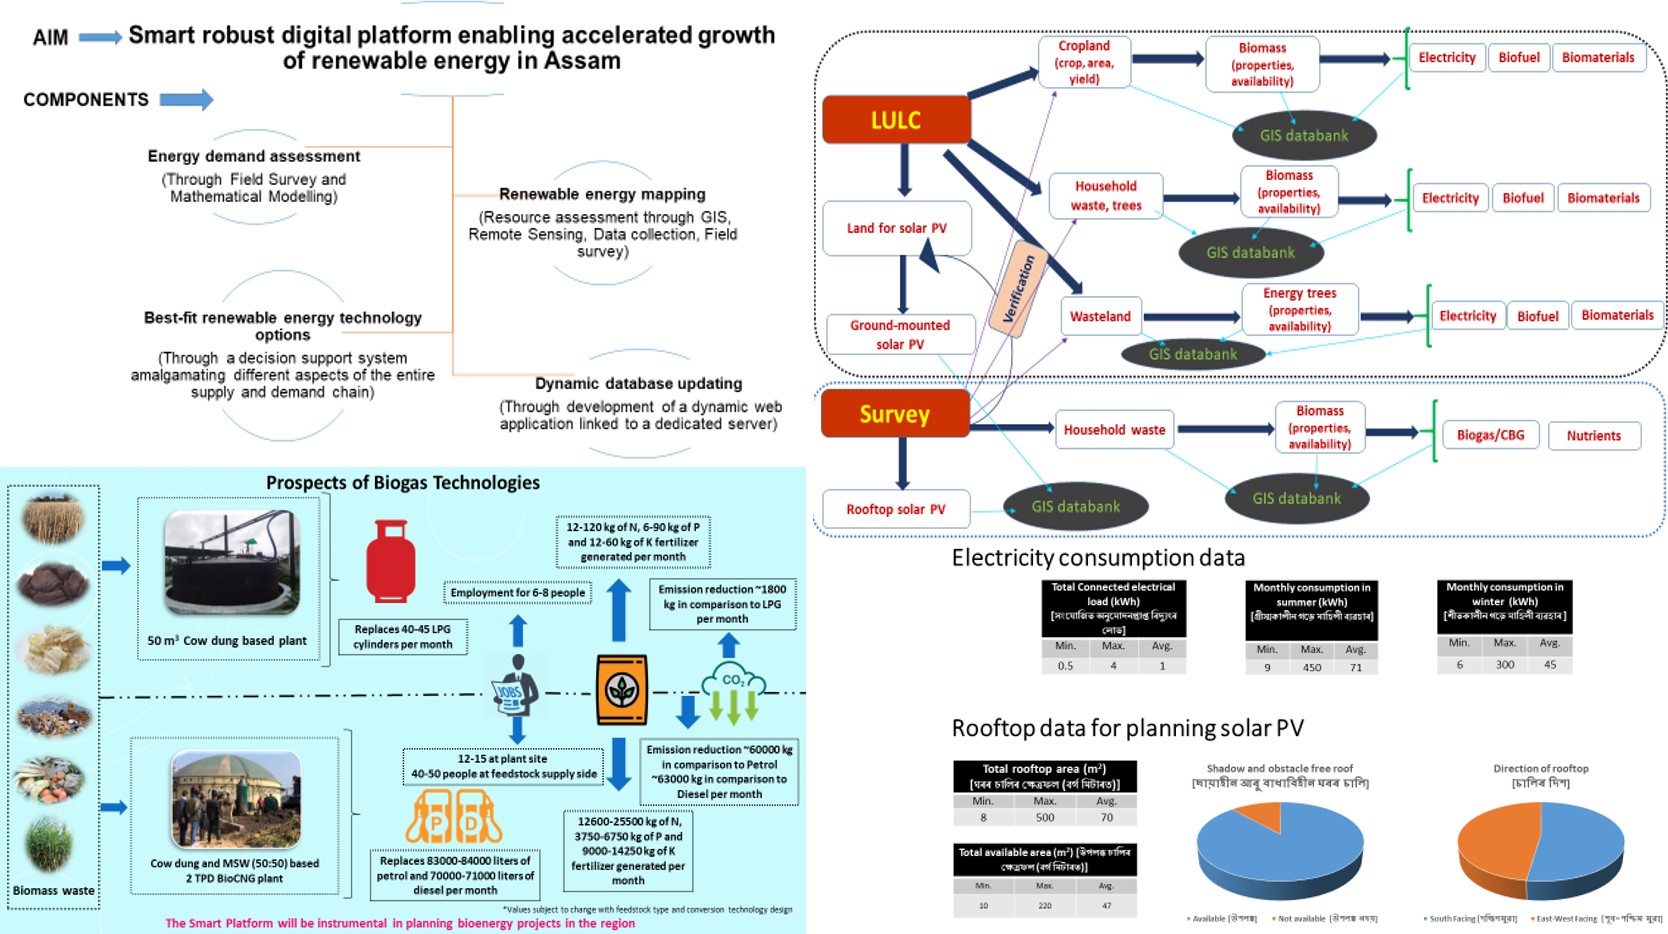 AIM
Smart robust digital platform enabling accelerated growth
of renewable energy in Assam
COMPONENTS
Energy demand assessment
(Through Field Survey and
Mathematical Modelling)
Renewable energy mapping
(Resource assessment through GIS,
Remote Sensing, Data collection, Field
survey)
Best-fit renewable energy technology
options
(Through a decision support system
amalgamating different aspects of the entire
supply and demand chain)
Dynamic database updating
(Through development of a dynamic web
application linked to a dedicated server)
LULC
Cropland
(crop, area,
yield)
Biomass
(properties,
availability)
Electricity
Biofuel
Biomaterials
GIS databank
Household
waste, trees
Biomass
(properties,
availability)
Electricity
Biofuel
Biomaterials
GIS databank
Land for solar PV
Verification
Ground-mounted
solar PV
Wasteland
Energy trees
(properties,
availability)
Electricity
Biofuel
Biomaterials
GIS databank
Survey
Household waste
Biomass
(properties,
availability)
Biogas/CBG
Nutrients
GIS databank
Rooftop solar PV
GIS databank
Prospects of Biogas Technologies
50 m³ Cow dung based plant
Replaces 40-45 LPG
cylinders per month
Employment for 6-8 people
12-120 kg of N, 6-90 kg of P
and 12-60 kg of K fertilizer
generated per month
Emission reduction ~1800
kg in comparison to LPG
per month
JOBS
CO₂
Biomass waste
Cow dung and MSW (50:50) based
2 TPD BioCNG plant
P D
Replaces 83000-84000 liters of
petrol and 70000-71000 liters of
diesel per month
12-15 at plant site
40-50 people at feedstock supply side
12600-25500 kg of N,
3750-6750 kg of P and
9000-14250 kg of K
fertilizer generated per
month
Emission reduction ~60000 kg
in comparison to Petrol
~63000 kg in comparison to
Diesel per month
*Values subject to change with feedstock type and conversion technology design
The Smart Platform will be instrumental in planning bioenergy projects in the region
Electricity consumption data
Total Connected electrical
load (kWh)
[সংযোজিত অনুমোদনপ্ৰাপ্ত বিদ্যুৎৰ
লোড]
Min. Max. Avg.
0.5 4 1
Monthly consumption in
summer (kWh)
[গ্ৰীষ্মকালীন গড়ে মাহিলী ব্যৱহাৰ]
Min. Max. Avg.
9 450 71
Monthly consumption in
winter (kWh)
[শীতকালীন গড়ে মাহিলী ব্যৱহাৰ]
Min. Max. Avg.
6 300 45
Rooftop data for planning solar PV
Total rooftop area (m²)
[ঘৰৰ চালিৰ ক্ষেত্ৰফল (বৰ্গ মিটাৰত)]
Min. Max. Avg.
8 500 70
Total available area (m²) [উপলব্ধ চালিৰ
ক্ষেত্ৰফল (বৰ্গ মিটাৰত)]
Min. Max. Avg.
10 220 47
Shadow and obstacle free roof
[ছায়াহীন আৰু বাধাবিহীন ঘৰৰ চালি]
Available [উপলব্ধ] Not available [উপলব্ধ নহয়]
Direction of rooftop
[চালিৰ দিশ]
South Facing [দক্ষিণমুৱা] East-West Facing [পূব-পশ্চিম মুৱা]